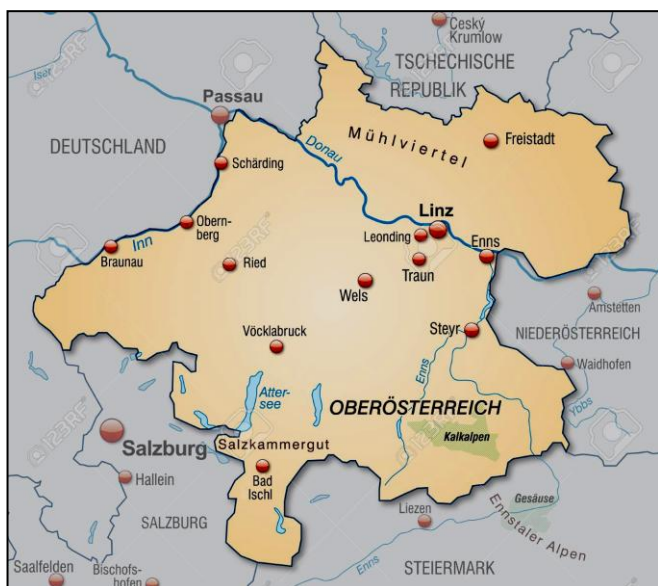 Český
Krumlow
TSCHECHISCHE
REPUBLIK
Isar
Passau
DEUTSCHLAND
Mühlviertel
Freistadt
Donau
Schärding
Obern-
berg
Linz
Leonding
Inn
Braunau
Ried
Traun
Enns
Wels
Amstetten
Vöcklabruck
Steyr
NIEDERÖSTERREICH
Waidhofen
Enns
Atter-
see
OBERÖSTERREICH
Ybbs
Kalkalpen
Salzburg
Salzkammergut
Bad
Ischl
Hallein
Gesäuse
Liezen
Ennstaler Alpen
SALZBURG
Enns
Saalfelden
Bischofs-
hofen
STEIERMARK
123RF